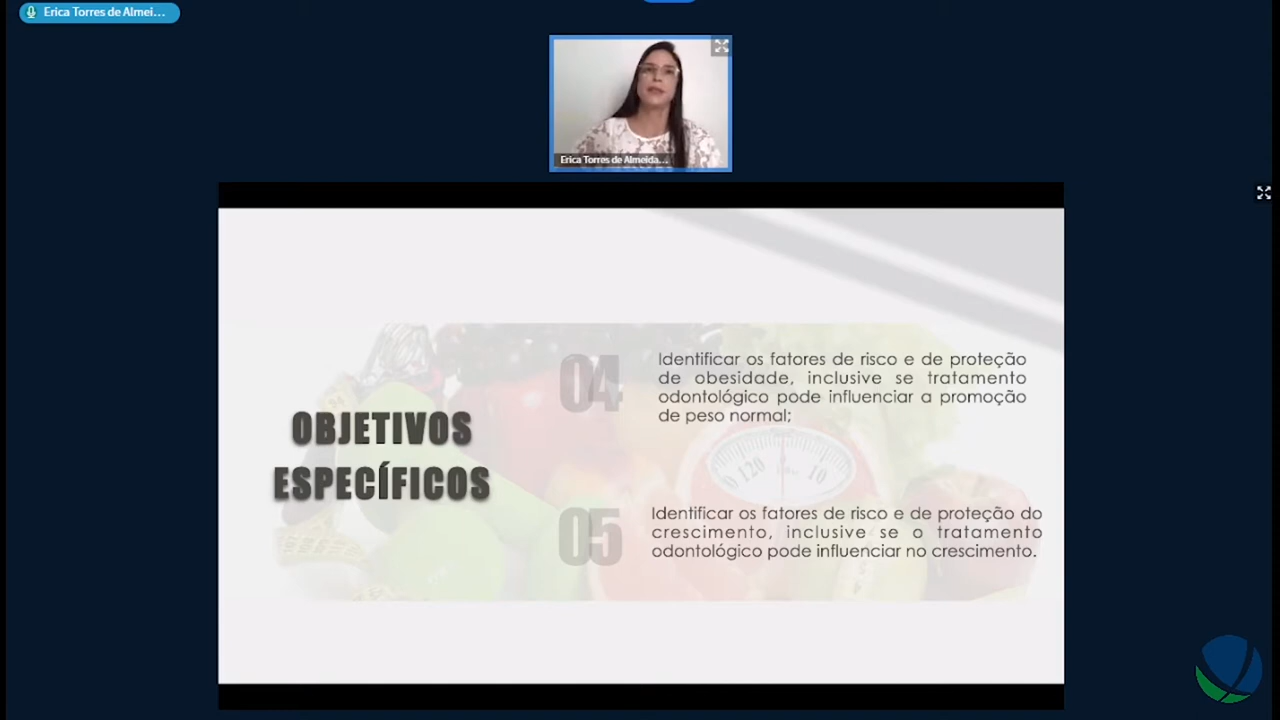 Erica Torres de Almei...
Erica Torres de Almeida...
OBJETIVOS
ESPECÍFICOS
04
Identificar os fatores de risco e de proteção
de obesidade, inclusive se tratamento
odontológico pode influenciar a promoção
de peso normal;
120
10
05
Identificar os fatores de risco e de proteção do
crescimento, inclusive se o tratamento
odontológico pode influenciar no crescimento.